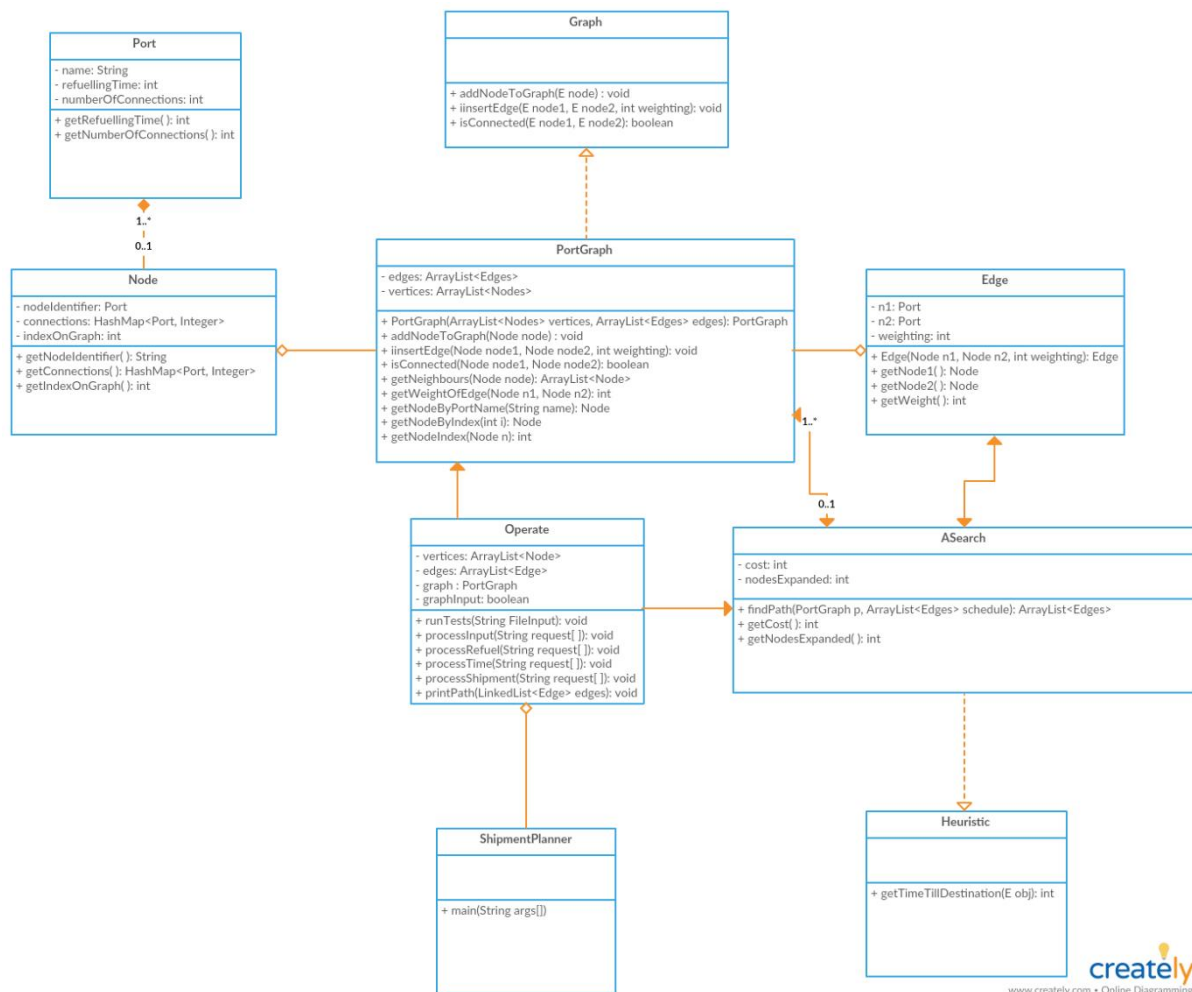 Graph
+ addNodeToGraph(E node) : void
+ iinsertEdge(E node1, E node2, int weighting): void
+ isConnected(E node1, E node2): boolean
Port
- name: String
- refuellingTime: int
- numberOfConnections: int
+ getRefuellingTime( ): int
+ getNumberOfConnections( ): int
1..*
0..1
Node
- nodeIdentifier: Port
- connections: HashMap<Port, Integer>
- indexOnGraph: int
+ getNodeIdentifier( ): String
+ getConnections( ): HashMap<Port, Integer>
+ getIndexOnGraph( ): int
PortGraph
- edges: ArrayList<Edges>
- vertices: ArrayList<Nodes>
+ PortGraph(ArrayList<Nodes> vertices, ArrayList<Edges> edges): PortGraph
+ addNodeToGraph(Node node) : void
+ iinsertEdge(Node node1, Node node2, int weighting): void
+ isConnected(Node node1, Node node2): boolean
+ getNeighbours(Node node): ArrayList<Node>
+ getWeightOfEdge(Node n1, Node n2): int
+ getNodeByPortName(String name): Node
+ getNodeByIndex(int i): Node
+ getNodeIndex(Node n): int
Edge
- n1: Port
- n2: Port
- weighting: int
+ Edge(Node n1, Node n2, int weighting): Edge
+ getNode1( ): Node
+ getNode2( ): Node
+ getWeight( ): int
1..*
0..1
Operate
- vertices: ArrayList<Node>
- edges: ArrayList<Edge>
- graph : PortGraph
- graphInput: boolean
+ runTests(String FileInput): void
+ processInput(String request[ ]): void
+ processRefuel(String request[ ]): void
+ processTime(String request[ ]): void
+ processShipment(String request[ ]): void
+ printPath(LinkedList<Edge> edges): void
ASearch
- cost: int
- nodesExpanded: int
+ findPath(PortGraph p, ArrayList<Edges> schedule): ArrayList<Edges>
+ getCost( ): int
+ getNodesExpanded( ): int
ShipmentPlanner
+ main(String args[])
Heuristic
+ getTimeTillDestination(E obj): int
creately
www.creately.com • Online Diagramming